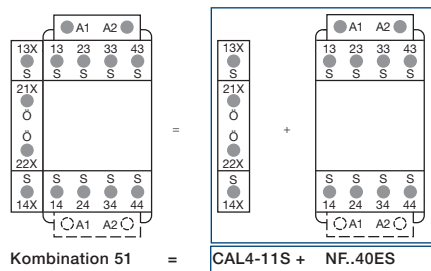 A1 A2 A1 A2
13X 13 23 33 43 13X 13 23 33 43
S S S S S S S S S S
21X 21X
Ö Ö
= +
Ö Ö
22X 22X
S S S S S S S S S S
14X 14 24 34 44 14X 14 24 34 44
A1 A2 A1 A2
Kombination 51 = CAL4-11S + NF..40ES